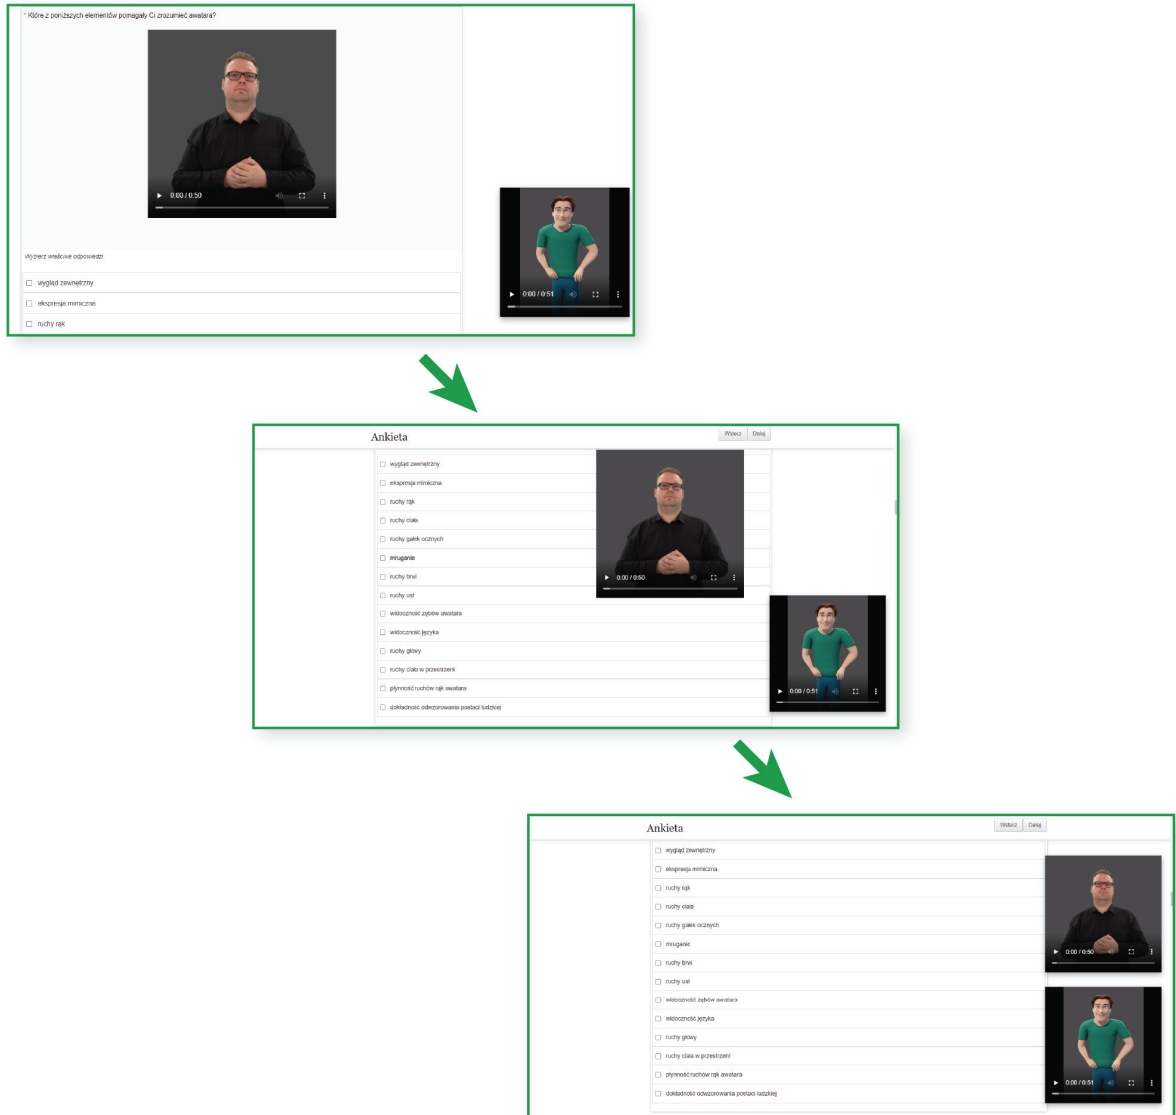 * Które z poniższych elementów pomagały Ci zrozumieć awatara?
0:00 / 0:50
0:00 / 0:51
Wybierz właściwe odpowiedzi
wygląd zewnętrzny
ekspresja mimiczna
ruchy rąk
Ankieta
Wstecz Dalej
wygląd zewnętrzny
ekspresja mimiczna
ruchy rąk
ruchy ciała
ruchy gałek ocznych
mruganie
ruchy brwi
ruchy ust
widoczność zębów awatara
widoczność języka
ruchy głowy
ruchy ciała w przestrzeni
płynność ruchów rąk awatara
dokładność odwzorowania postaci ludzkiej
0:00 / 0:50
0:00 / 0:51
Ankieta
Wstecz Dalej
wygląd zewnętrzny
ekspresja mimiczna
ruchy rąk
ruchy ciała
ruchy gałek ocznych
mruganie
ruchy brwi
ruchy ust
widoczność zębów awatara
widoczność języka
ruchy głowy
ruchy ciała w przestrzeni
płynność ruchów rąk awatara
dokładność odwzorowania postaci ludzkiej
0:00 / 0:50
0:00 / 0:51